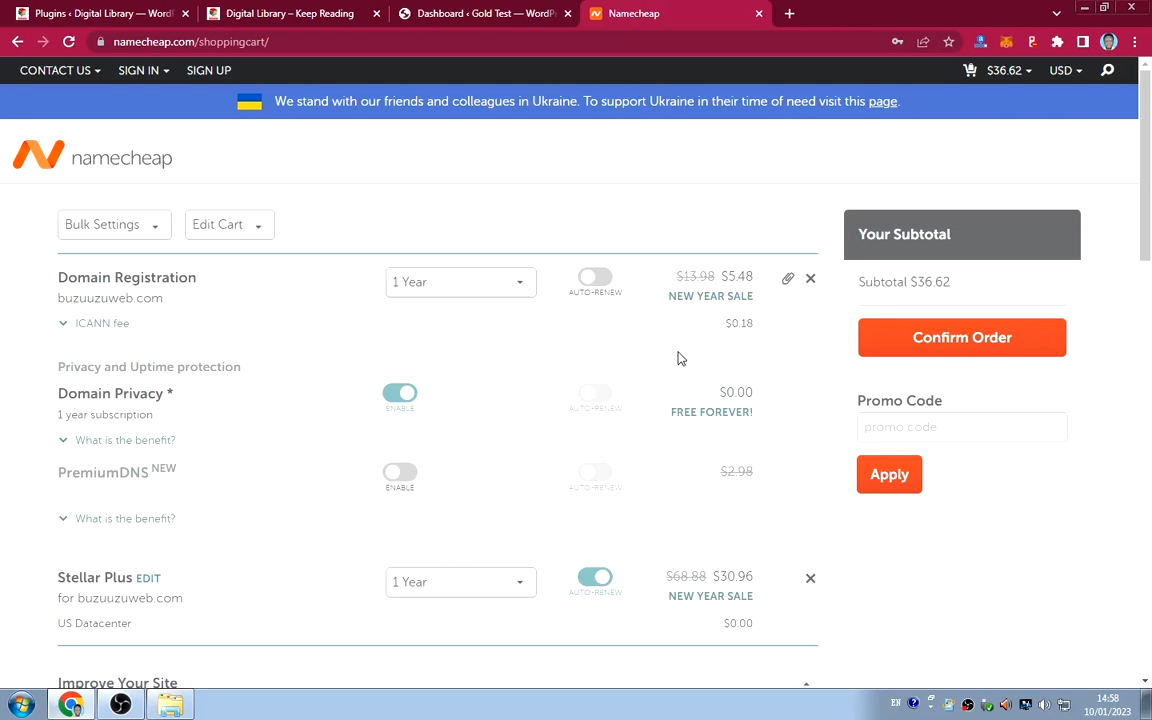 Plugins ‹ Digital Library — WordF
Digital Library – Keep Reading
Dashboard ‹ Gold Test — WordPr
Namecheap
namecheap.com/shoppingcart/
CONTACT US
SIGN IN
SIGN UP
$36.62
USD
We stand with our friends and colleagues in Ukraine. To support Ukraine in their time of need visit this page.
namecheap
Bulk Settings
Edit Cart
Your Subtotal
Domain Registration
1 Year
AUTO-RENEW
$13.98 $5.48
buzuuzuweb.com
NEW YEAR SALE
Subtotal $36.62
ICANN fee
$0.18
Confirm Order
Privacy and Uptime protection
Domain Privacy *
ENABLE
AUTO-RENEW
$0.00
1 year subscription
FREE FOREVER!
Promo Code
promo code
What is the benefit?
PremiumDNS NEW
ENABLE
AUTO-RENEW
$2.98
Apply
What is the benefit?
Stellar Plus EDIT
1 Year
AUTO-RENEW
$68.88 $30.96
for buzuuzuweb.com
NEW YEAR SALE
US Datacenter
$0.00
Improve Your Site
EN
14:58
10/01/2023